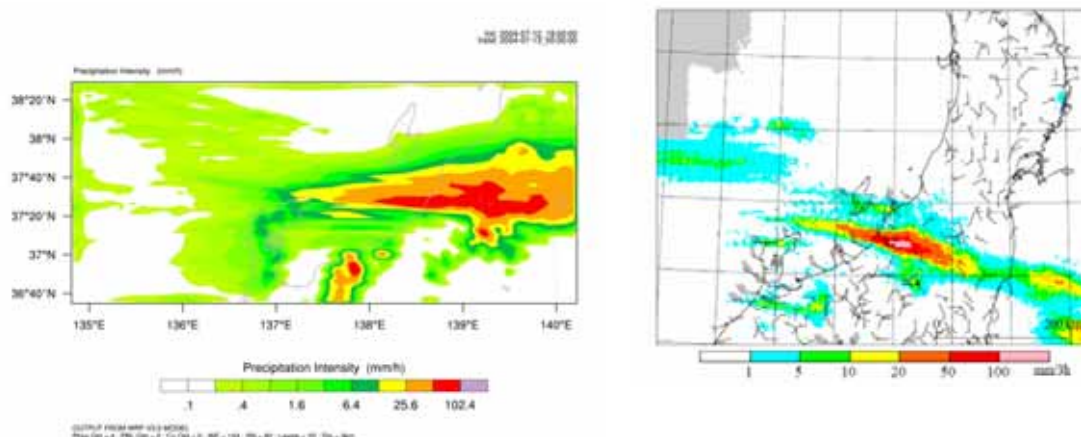 Precipitation Intensity (mm/h)
38°20'N
38°N
37°40'N
37°20'N
37°N
36°40'N
135°E 136°E 137°E 138°E 139°E 140°E
Precipitation Intensity (mm/h)
.1 .4 1.6 6.4 25.6 102.4
OUTPUT FROM WRF V3.0 MODEL
1 5 10 20 50 100 mm/3h